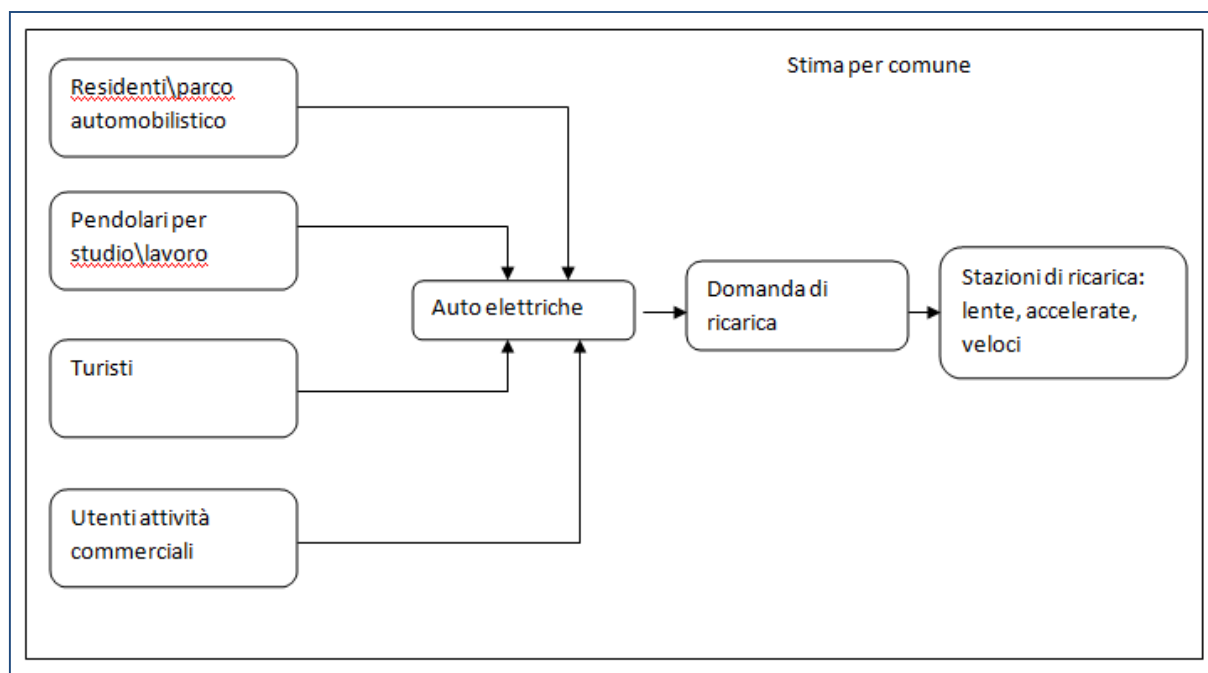 Stima per comune
Residenti\parco
automobilistico
Pendolari per
studio\lavoro
Auto elettriche
Domanda di
ricarica
Stazioni di ricarica:
lente, accelerate,
veloci
Turisti
Utenti attività
commerciali